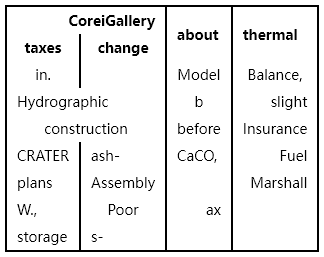 CoreiGallery about thermal
taxes change
in. Model Balance,
Hydrographic b slight
construction before Insurance
CRATER ash- CaCO, Fuel
plans Assembly Marshall
W., Poor ax
storage s-